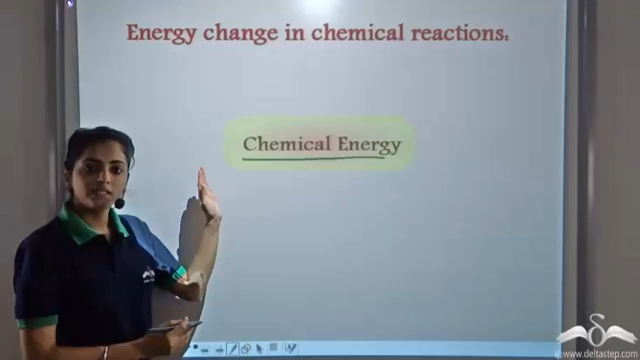 Energy change in chemical reactions:
Chemical Energy
©www.deltastep.com